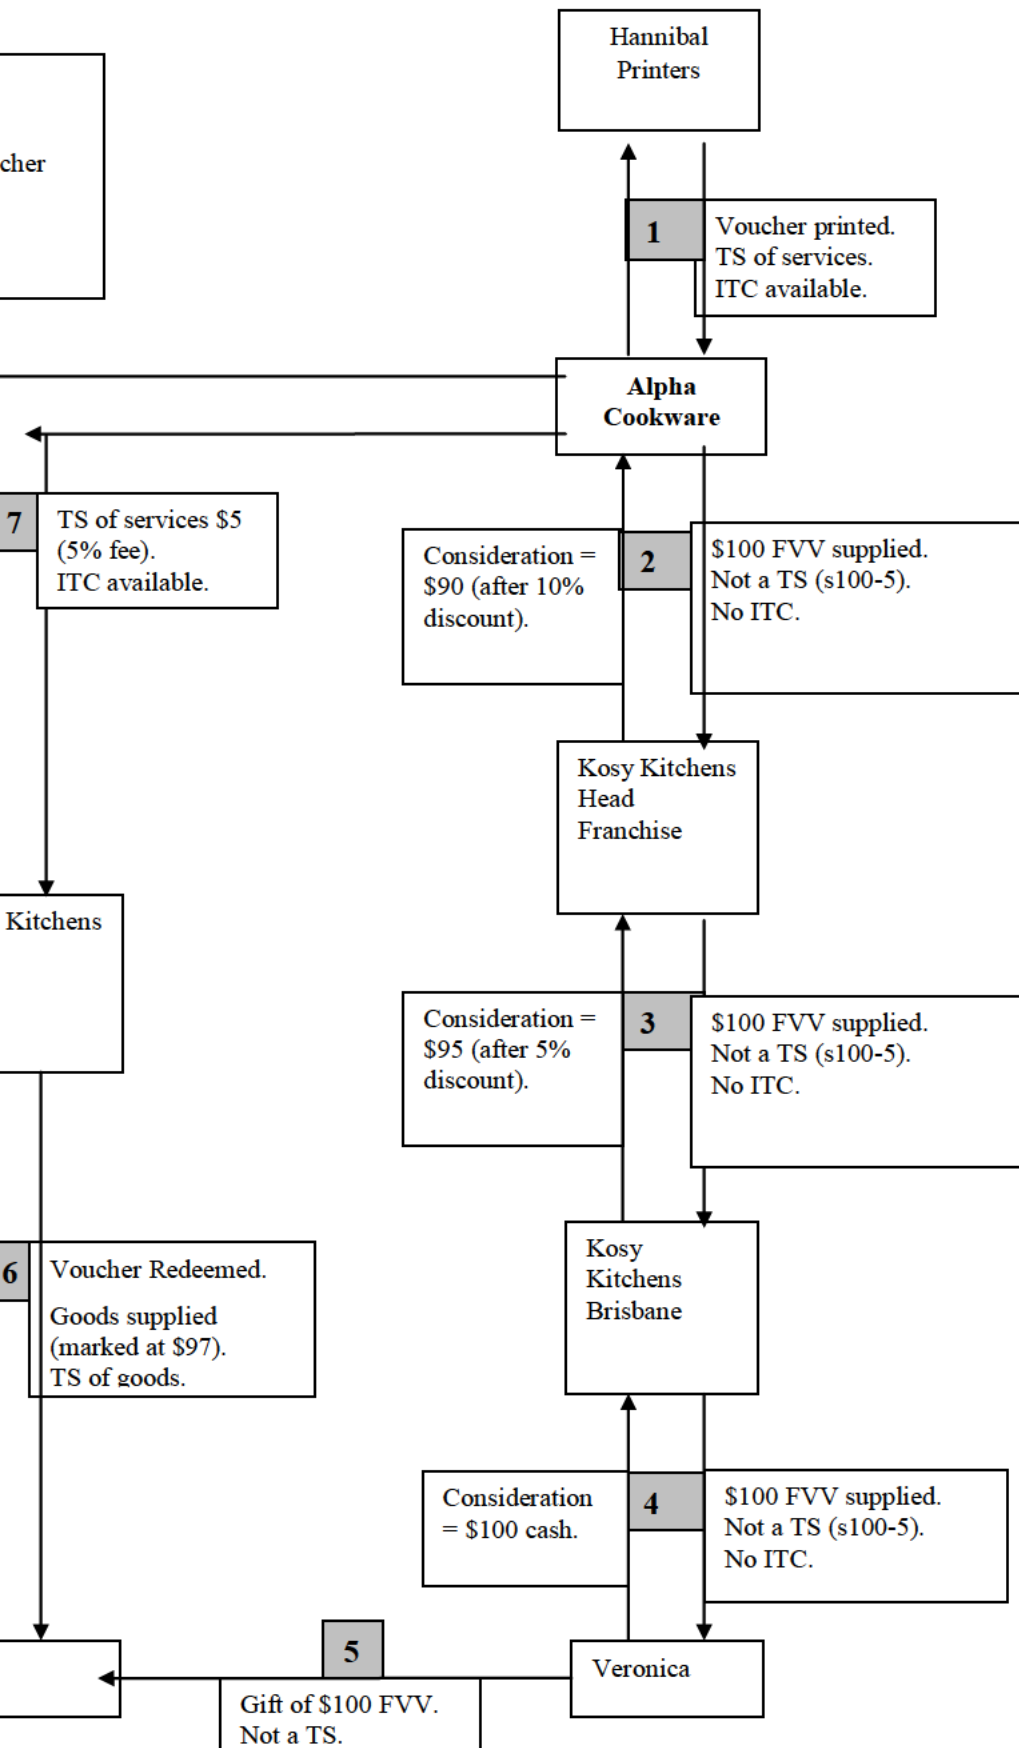 Hannibal
Printers
cher
1
Voucher printed.
TS of services.
ITC available.
Alpha
Cookware
7
TS of services $5
(5% fee).
ITC available.
Consideration =
$90 (after 10%
discount).
2
$100 FVV supplied.
Not a TS (s100-5).
No ITC.
Kosy Kitchens
Head
Franchise
Kitchens
Consideration =
$95 (after 5%
discount).
3
$100 FVV supplied.
Not a TS (s100-5).
No ITC.
Kosy
Kitchens
Brisbane
6
Voucher Redeemed.
Goods supplied
(marked at $97).
TS of goods.
Consideration
= $100 cash.
4
$100 FVV supplied.
Not a TS (s100-5).
No ITC.
5
Veronica
Gift of $100 FVV.
Not a TS.